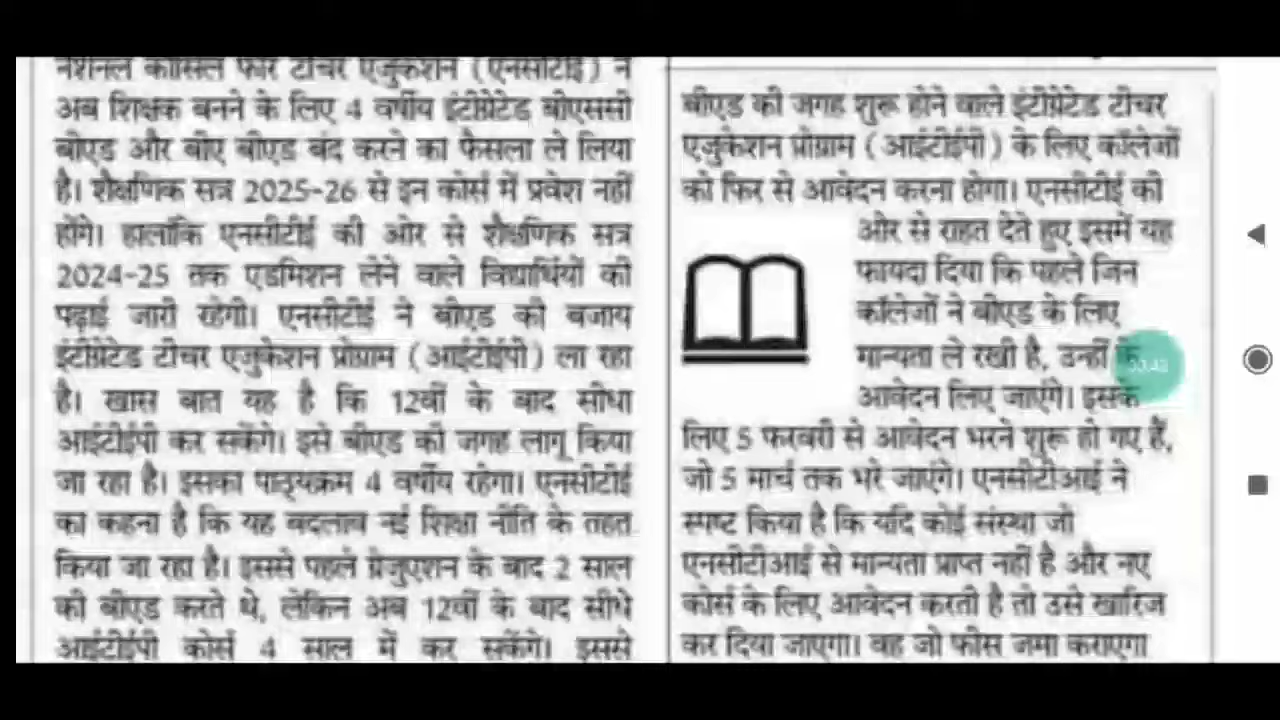 नेशनल काउंसिल फॉर टीचर एजुकेशन (एनसीटीई) ने
अब शिक्षक बनने के लिए 4 वर्षीय इंटीग्रेटेड बीएससी
बीएड और बीए बीएड बंद करने का फैसला ले लिया
है। शैक्षणिक सत्र 2025-26 से इन कोर्स में प्रवेश नहीं
होंगे। हालांकि एनसीटीई की ओर से शैक्षणिक सत्र
2024-25 तक एडमिशन लेने वाले विद्यार्थियों की
पढ़ाई जारी रहेगी। एनसीटीई ने बीएड की बजाय
इंटीग्रेटेड टीचर एजुकेशन प्रोग्राम (आईटीईपी) ला रहा
है। खास बात यह है कि 12वीं के बाद सीधा
आईटीईपी कर सकेंगे। इसे बीएड की जगह लागू किया
जा रहा है। इसका पाठ्यक्रम 4 वर्षीय रहेगा। एनसीटीई
का कहना है कि यह बदलाव नई शिक्षा नीति के तहत
किया जा रहा है। इससे पहले ग्रेजुएशन के बाद 2 साल
की बीएड करते थे, लेकिन अब 12वीं के बाद सीधे
आईटीईपी कोर्स 4 साल में कर सकेंगे। इससे
बीएड की जगह शुरू होने वाले इंटीग्रेटेड टीचर
एजुकेशन प्रोग्राम (आईटीईपी) के लिए कॉलेजों
को फिर से आवेदन करना होगा। एनसीटीई की
ओर से राहत देते हुए इसमें यह
फायदा दिया कि पहले जिन
कॉलेजों ने बीएड के लिए
मान्यता ले रखी है, उन्हीं के
आवेदन लिए जाएंगे। इसके
लिए 5 फरवरी से आवेदन भरने शुरू हो गए हैं,
जो 5 मार्च तक भरे जाएंगे। एनसीटीआई ने
स्पष्ट किया है कि यदि कोई संस्था जो
एनसीटीआई से मान्यता प्राप्त नहीं है और नए
कोर्स के लिए आवेदन करती है तो उसे खारिज
कर दिया जाएगा। वह जो फीस जमा कराएगा